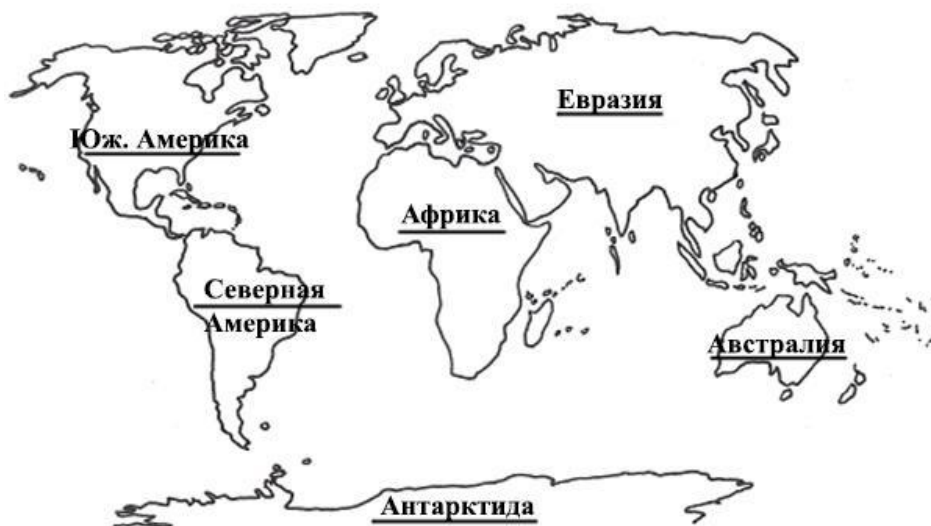 Евразия
Юж. Америка
Африка
Северная
Америка
Австралия
Антарктида